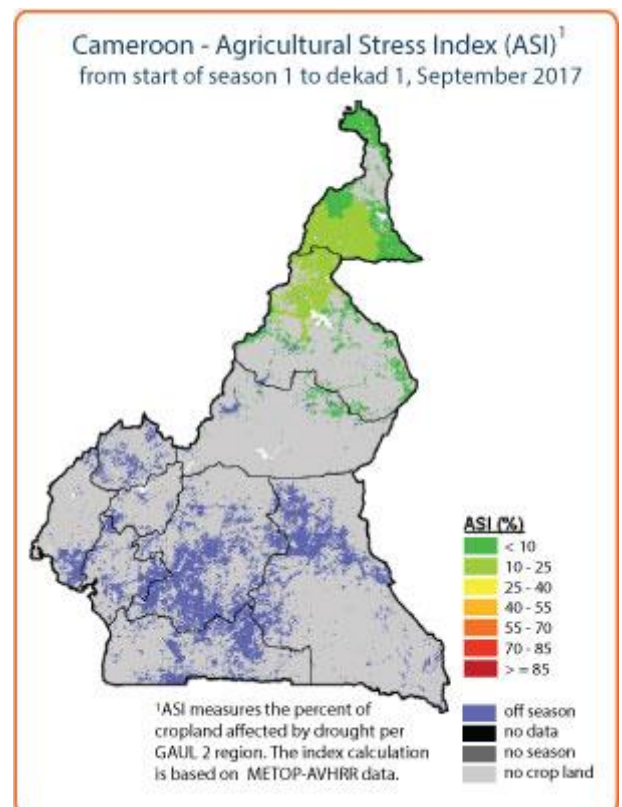 Cameroon - Agricultural Stress Index (ASI)¹
from start of season 1 to dekad 1, September 2017
ASI (%)
< 10
10 - 25
25 - 40
40 - 55
55 - 70
70 - 85
> = 85
off season
no data
no season
no crop land
¹ASI measures the percent of
cropland affected by drought per
GAUL 2 region. The index calculation
is based on METOP-AVHRR data.